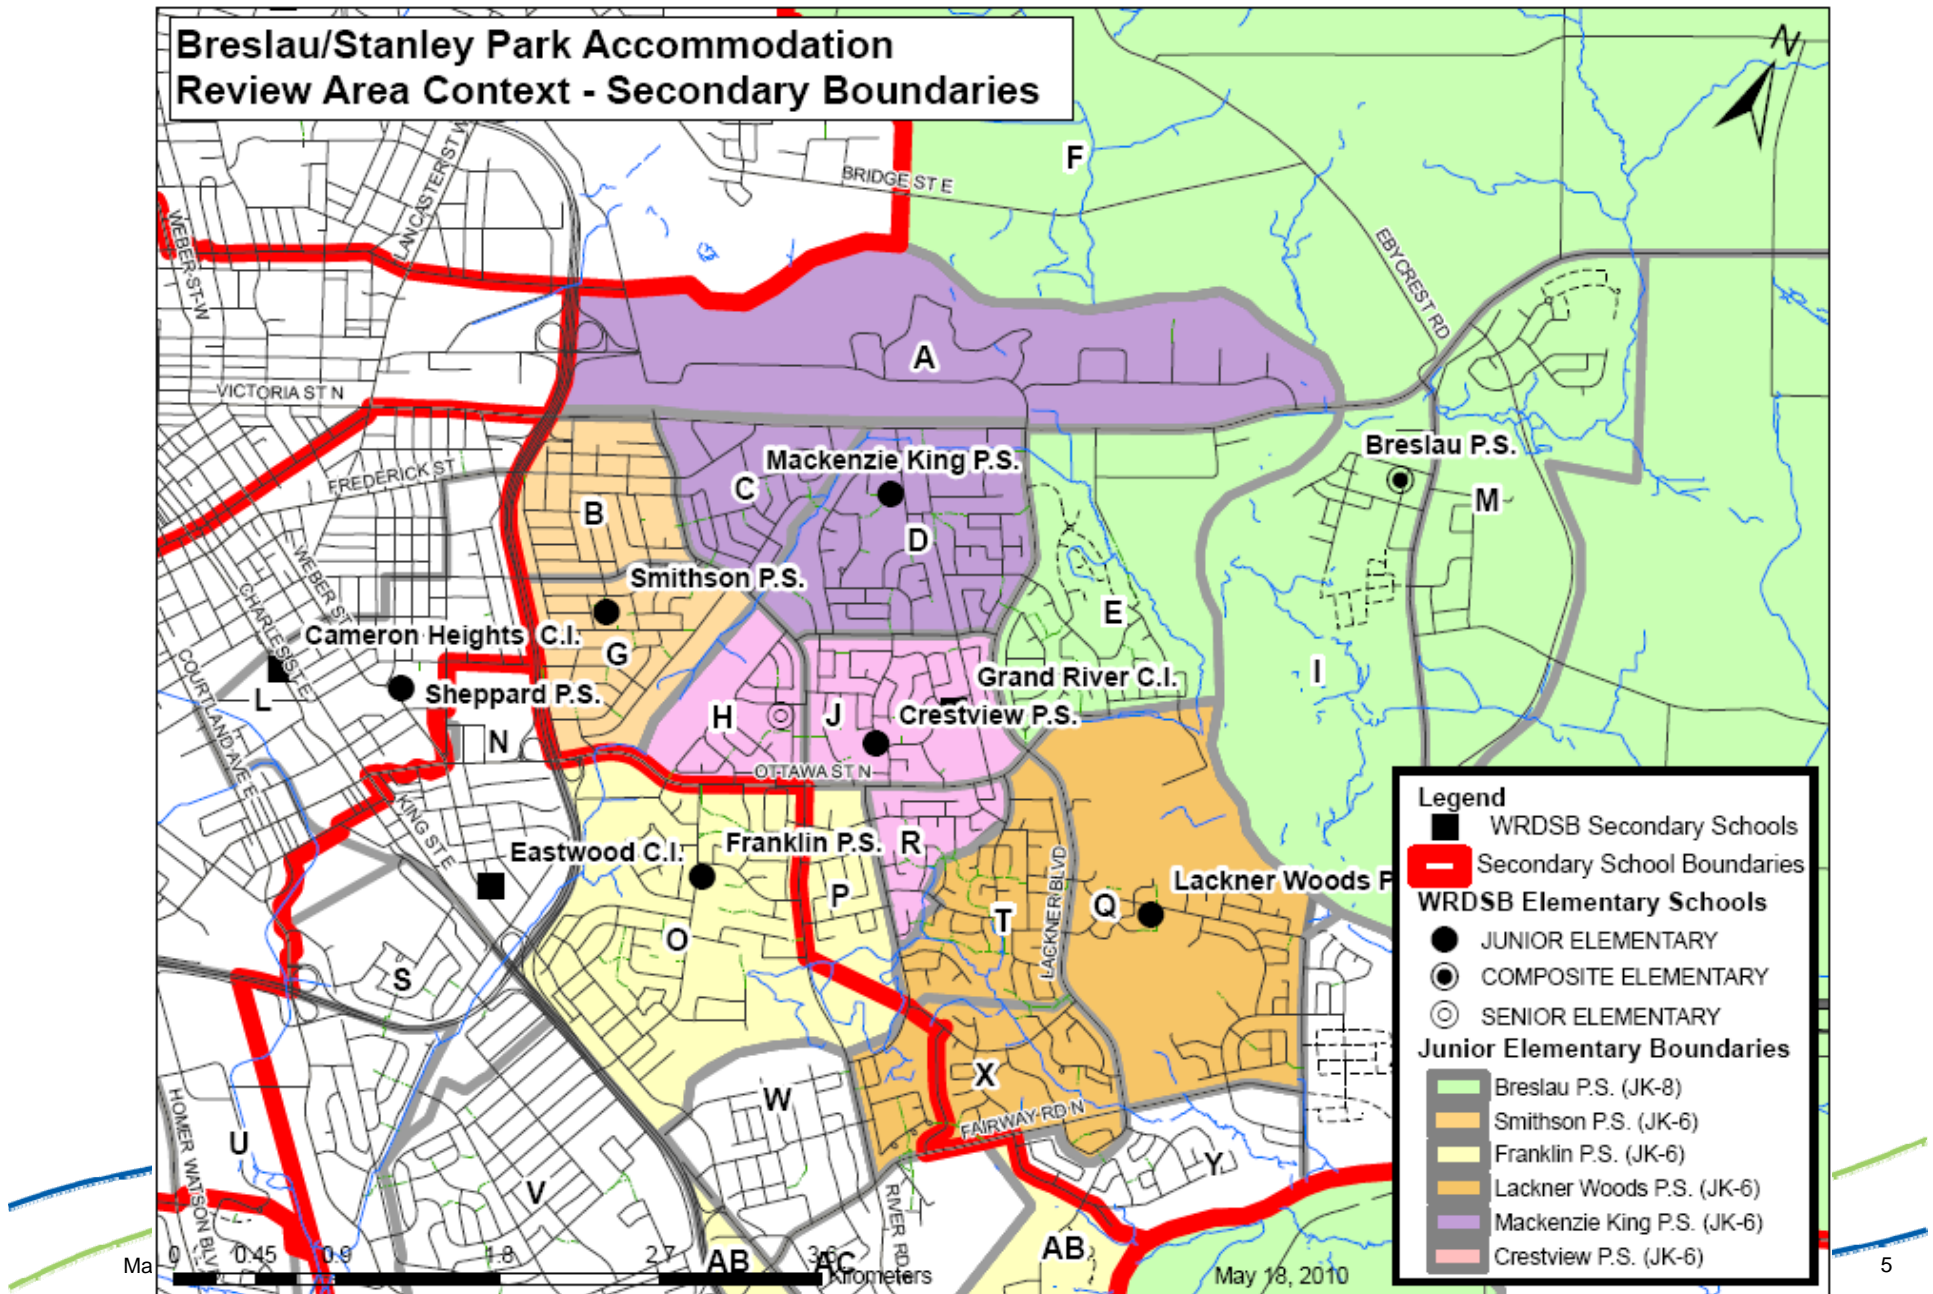 Breslau/Stanley Park Accommodation
Review Area Context - Secondary Boundaries
N
F
LANCASTER ST W
BRIDGE ST E
WEBER-ST-W
EBYCREST RD
A
VICTORIA ST N
Breslau P.S.
Mackenzie King P.S.
FREDERICK ST
C
M
B
D
WEBER ST
Smithson P.S.
CHARLES ST E
E
Cameron Heights C.I.
G
I
COURTLAND AVE
Grand River C.I.
L
Sheppard P.S.
H
J
Crestview P.S.
N
OTTAWA ST N
KING ST E
Legend
WRDSB Secondary Schools
Secondary School Boundaries
WRDSB Elementary Schools
JUNIOR ELEMENTARY
COMPOSITE ELEMENTARY
SENIOR ELEMENTARY
Junior Elementary Boundaries
Breslau P.S. (JK-8)
Smithson P.S. (JK-6)
Franklin P.S. (JK-6)
Lackner Woods P.S. (JK-6)
Mackenzie King P.S. (JK-6)
Crestview P.S. (JK-6)
Franklin P.S.
R
Eastwood C.I.
LACKNER BLVD
Lackner Woods P
P
Q
T
O
S
X
W
FAIRWAY RD N
HOMER WATSON BLVD
U
Y
V
RIVER RD
AB
AC
AB
Ma
0 0.45 0.9 1.8 2.7 3.6
Kilometers
May 18, 2010
5